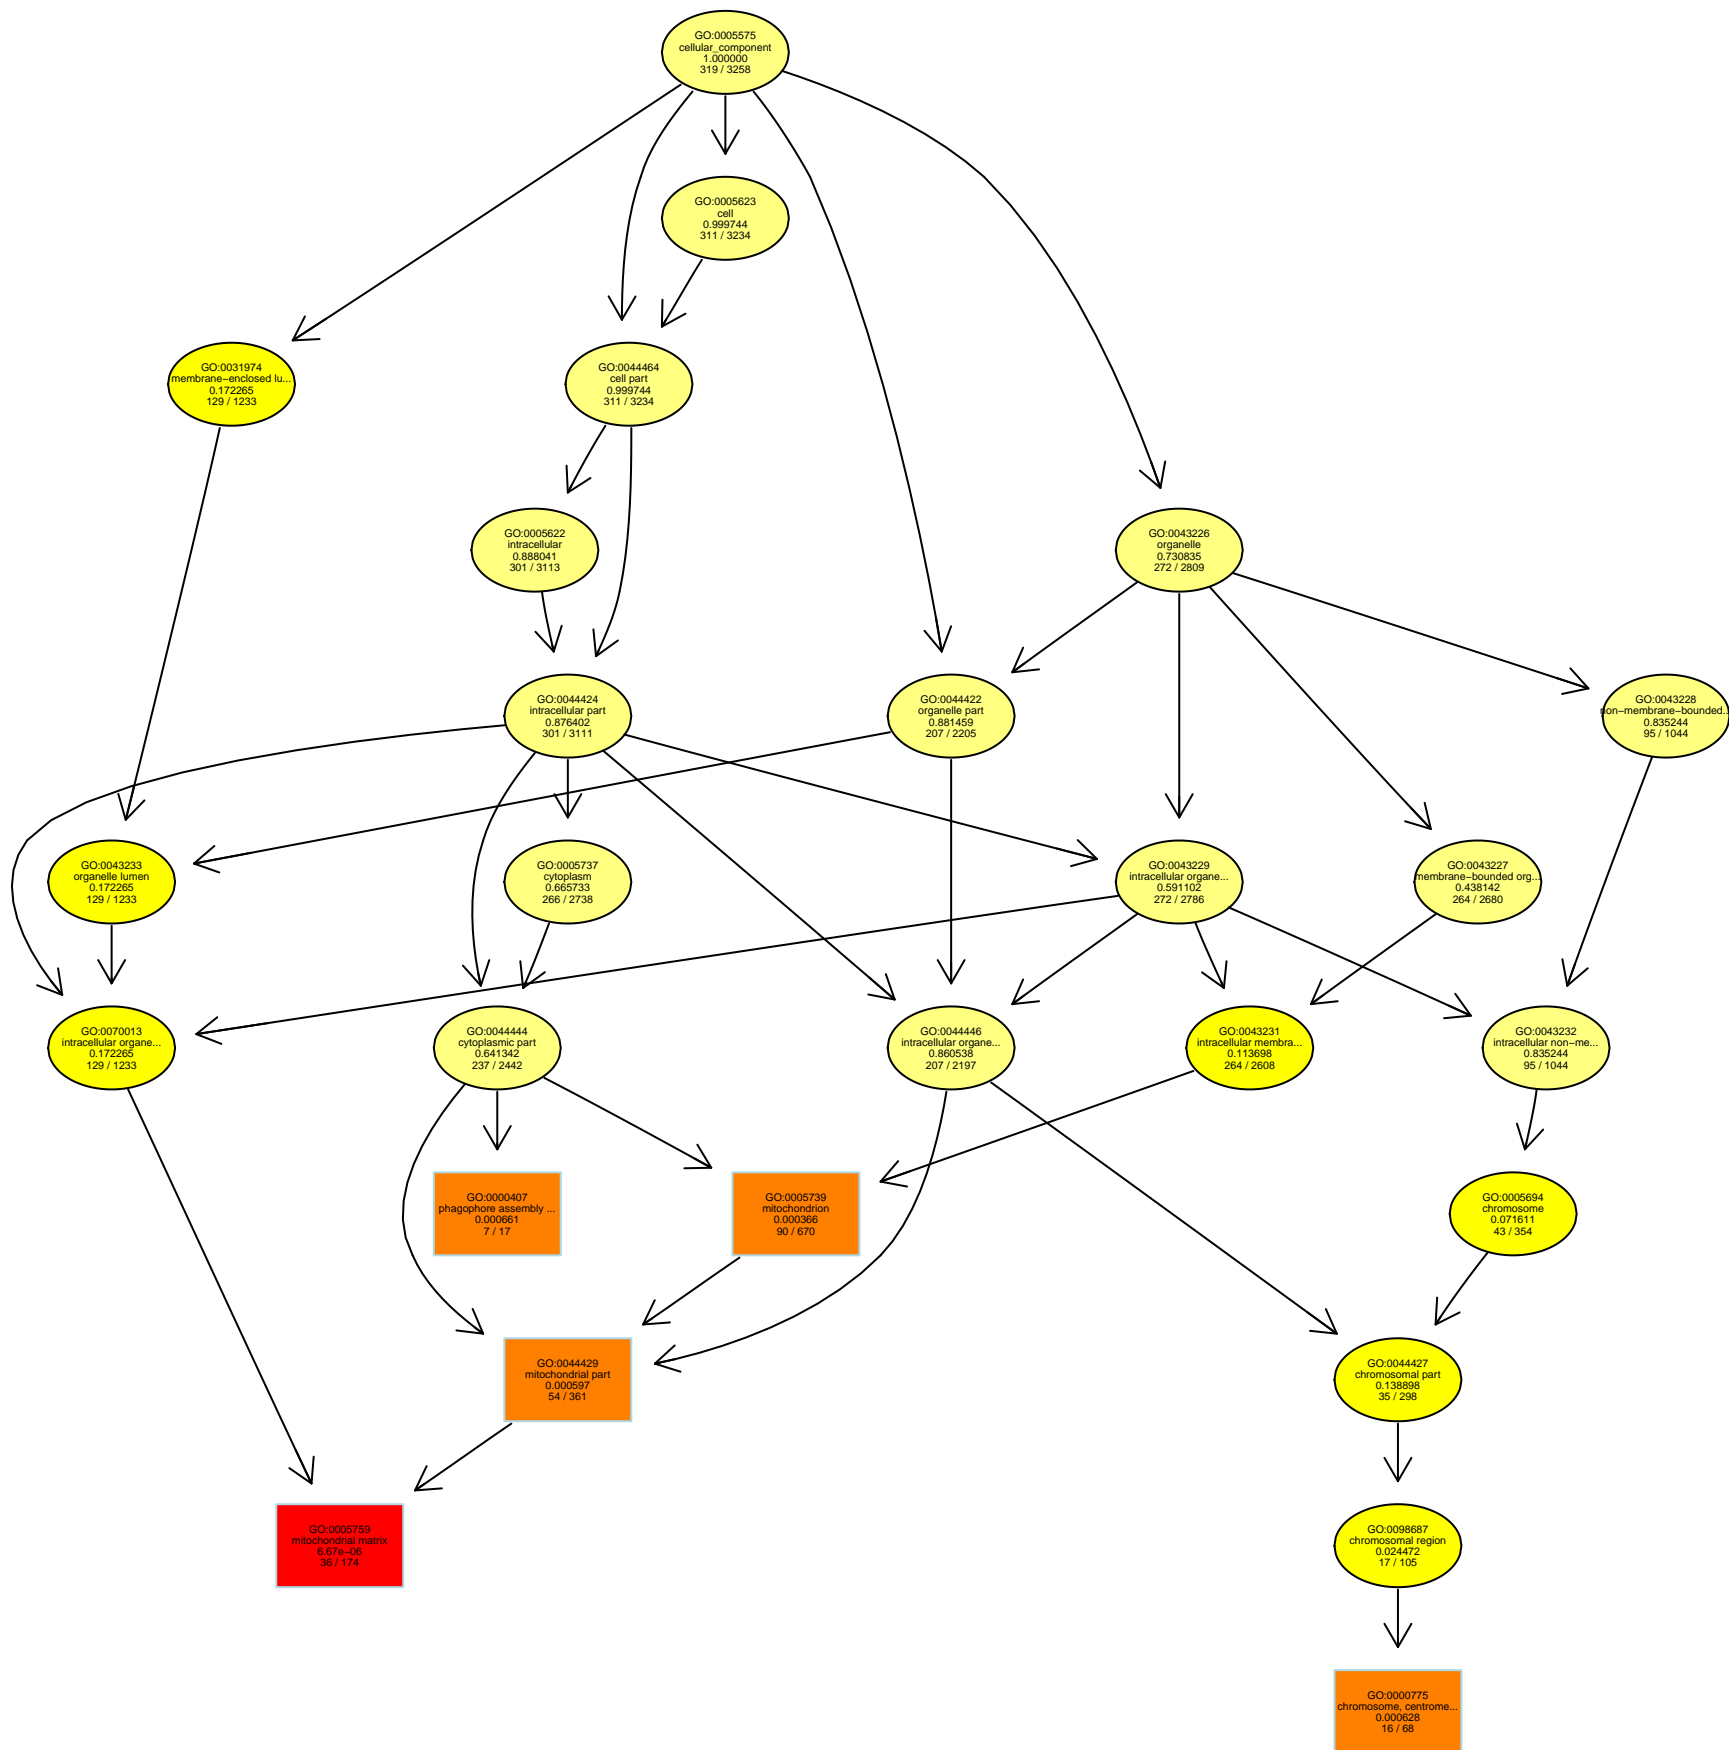 GO:0005575
cellular_component
1.000000
319 / 3258
GO:0005623
cell
0.999744
311 / 3234
GO:0031974
membrane−enclosed lu...
0.172265
129 / 1233
GO:0044464
cell part
0.999744
311 / 3234
GO:0005622
intracellular
0.888041
301 / 3113
GO:0043226
organelle
0.730835
272 / 2809
GO:0044424
intracellular part
0.876402
301 / 3111
GO:0044422
organelle part
0.881459
207 / 2205
GO:0043228
non−membrane−bounded...
0.835244
95 / 1044
GO:0043233
organelle lumen
0.172265
129 / 1233
GO:0005737
cytoplasm
0.665733
266 / 2738
GO:0043229
intracellular organe...
0.591102
272 / 2786
GO:0043227
membrane−bounded org...
0.438142
264 / 2680
GO:0070013
intracellular organe...
0.172265
129 / 1233
GO:0044444
cytoplasmic part
0.641342
237 / 2442
GO:0044446
intracellular organe...
0.860538
207 / 2197
GO:0043231
intracellular membra...
0.113698
264 / 2608
GO:0043232
intracellular non−me...
0.835244
95 / 1044
GO:0000407
phagophore assembly ...
0.000661
7 / 17
GO:0005739
mitochondrion
0.000366
90 / 670
GO:0005694
chromosome
0.071611
43 / 354
GO:0044429
mitochondrial part
0.000597
54 / 361
GO:0044427
chromosomal part
0.138898
35 / 298
GO:0005759
mitochondrial matrix
6.67e−06
36 / 174
GO:0098687
chromosomal region
0.024472
17 / 105
GO:0000775
chromosome, centrome...
0.000628
16 / 68